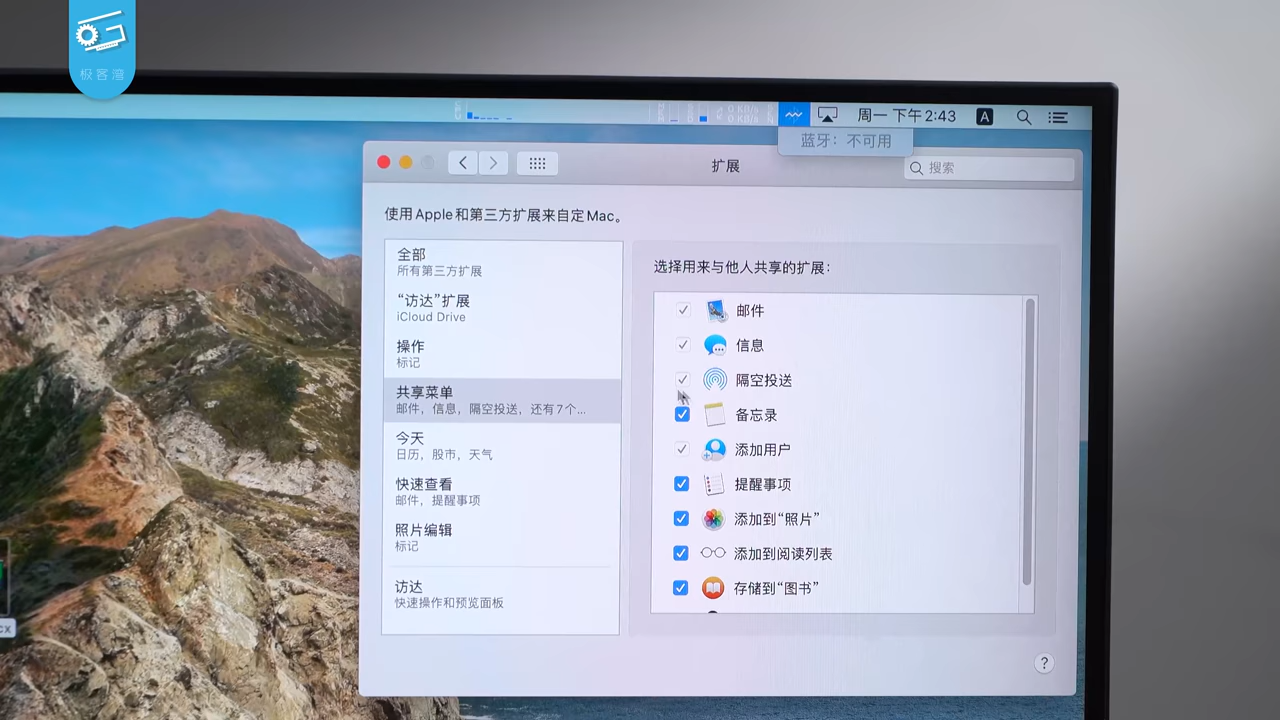 极客湾
周一 下午2:43
A
蓝牙：不可用
扩展
搜索
使用Apple和第三方扩展来自定Mac。
全部
所有第三方扩展
“访达”扩展
iCloud Drive
操作
标记
共享菜单
邮件，信息，隔空投送，还有7个…
今天
日历，股市，天气
快速查看
邮件，提醒事项
照片编辑
标记
访达
快速操作和预览面板
选择用来与他人共享的扩展：
邮件
信息
隔空投送
备忘录
添加用户
提醒事项
添加到“照片”
添加到阅读列表
存储到“图书”
?